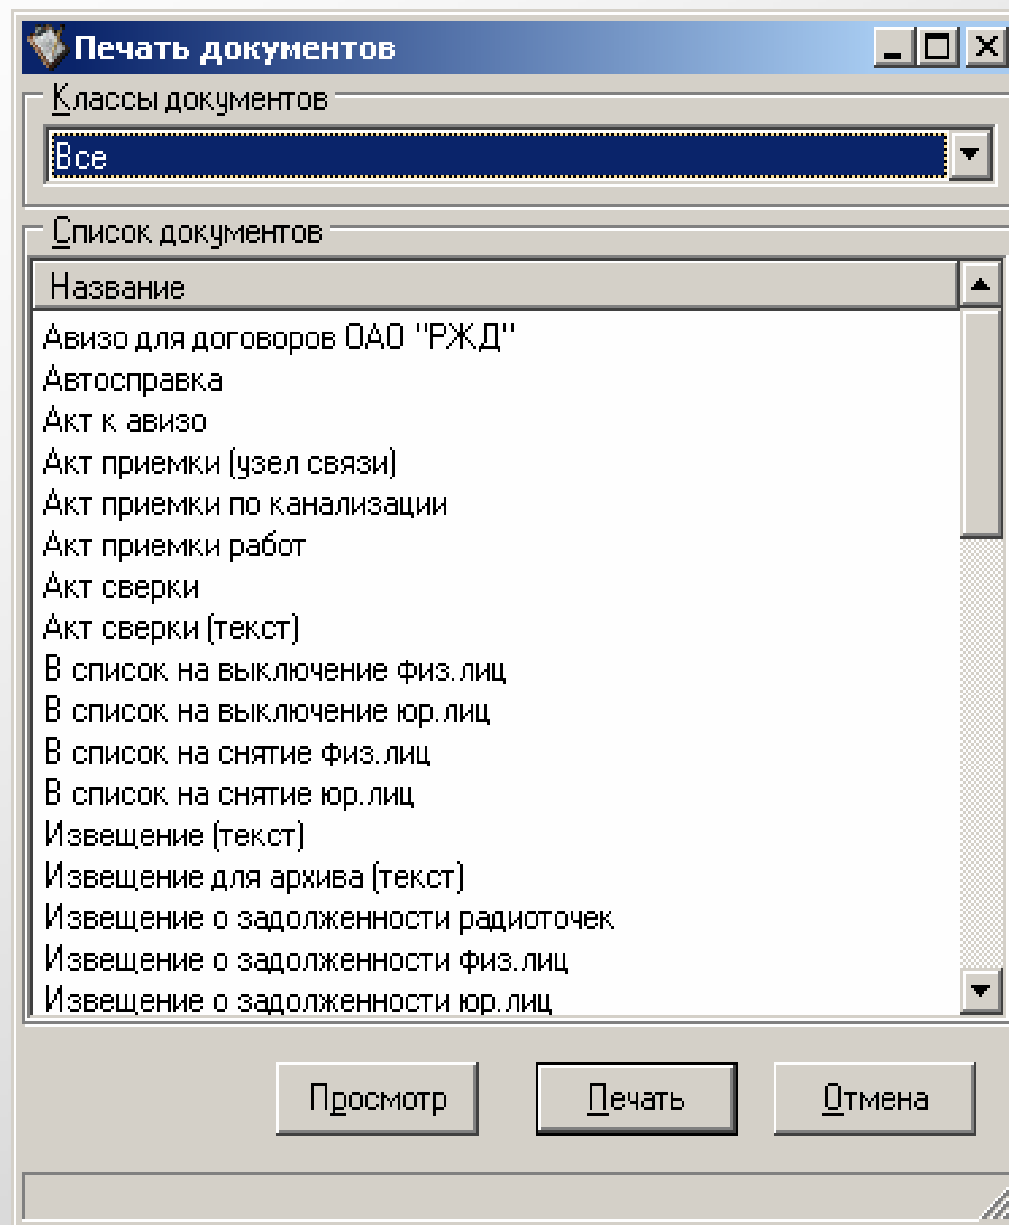 Печать документов
Классы документов
Все
Список документов
Название
Авизо для договоров ОАО "РЖД"
Автосправка
Акт к авизо
Акт приемки (узел связи)
Акт приемки по канализации
Акт приемки работ
Акт сверки
Акт сверки (текст)
В список на выключение физ.лиц
В список на выключение юр.лиц
В список на снятие физ.лиц
В список на снятие юр.лиц
Извещение (текст)
Извещение для архива (текст)
Извещение о задолженности радиоточек
Извещение о задолженности физ.лиц
Извещение о задолженности юр.лиц
Просмотр Печать Отмена